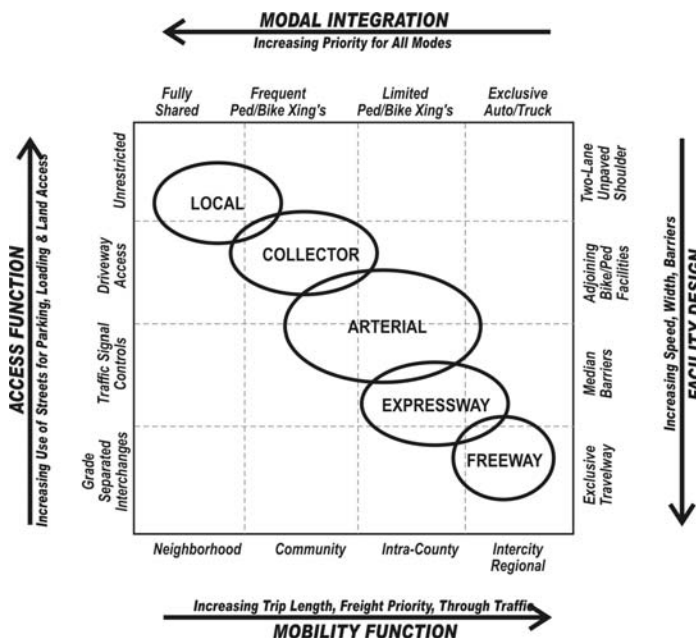 MODAL INTEGRATION
Increasing Priority for All Modes
Fully
Shared
Frequent
Ped/Bike Xing's
Limited
Ped/Bike Xing's
Exclusive
Auto/Truck
ACCESS FUNCTION
Increasing Use of Streets for Parking, Loading & Land Access
Unrestricted
Driveway
Access
Traffic Signal
Controls
Grade
Separated
Interchanges
LOCAL
COLLECTOR
ARTERIAL
EXPRESSWAY
FREEWAY
Two-Lane
Unpaved
Shoulder
Adjoining
Bike/Ped
Facilities
Median
Barriers
Exclusive
Travelway
Increasing Speed, Width, Barriers
FACILITY DESIGN
Neighborhood
Community
Intra-County
Intercity
Regional
Increasing Trip Length, Freight Priority, Through Traffic
MOBILITY FUNCTION